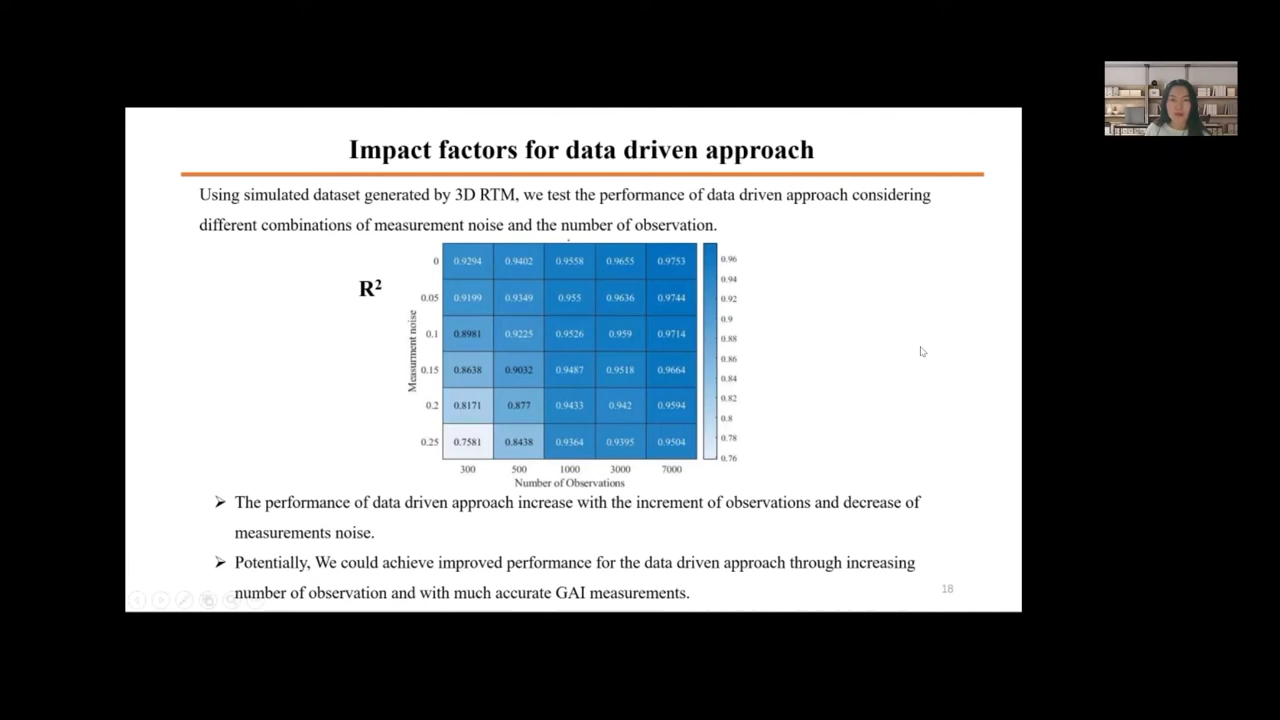 Impact factors for data driven approach
Using simulated dataset generated by 3D RTM, we test the performance of data driven approach considering
different combinations of measurement noise and the number of observation.
R²
Measurment noise
0 0.9294 0.9402 0.9558 0.9655 0.9753
0.05 0.9199 0.9349 0.955 0.9636 0.9744
0.1 0.8981 0.9225 0.9526 0.959 0.9714
0.15 0.8638 0.9032 0.9487 0.9518 0.9664
0.2 0.8171 0.877 0.9433 0.942 0.9594
0.25 0.7581 0.8438 0.9364 0.9395 0.9504
300 500 1000 3000 7000
Number of Observations
0.96
0.94
0.92
0.9
0.88
0.86
0.84
0.82
0.8
0.78
0.76
➢ The performance of data driven approach increase with the increment of observations and decrease of
measurements noise.
➢ Potentially, We could achieve improved performance for the data driven approach through increasing
number of observation and with much accurate GAI measurements.
18